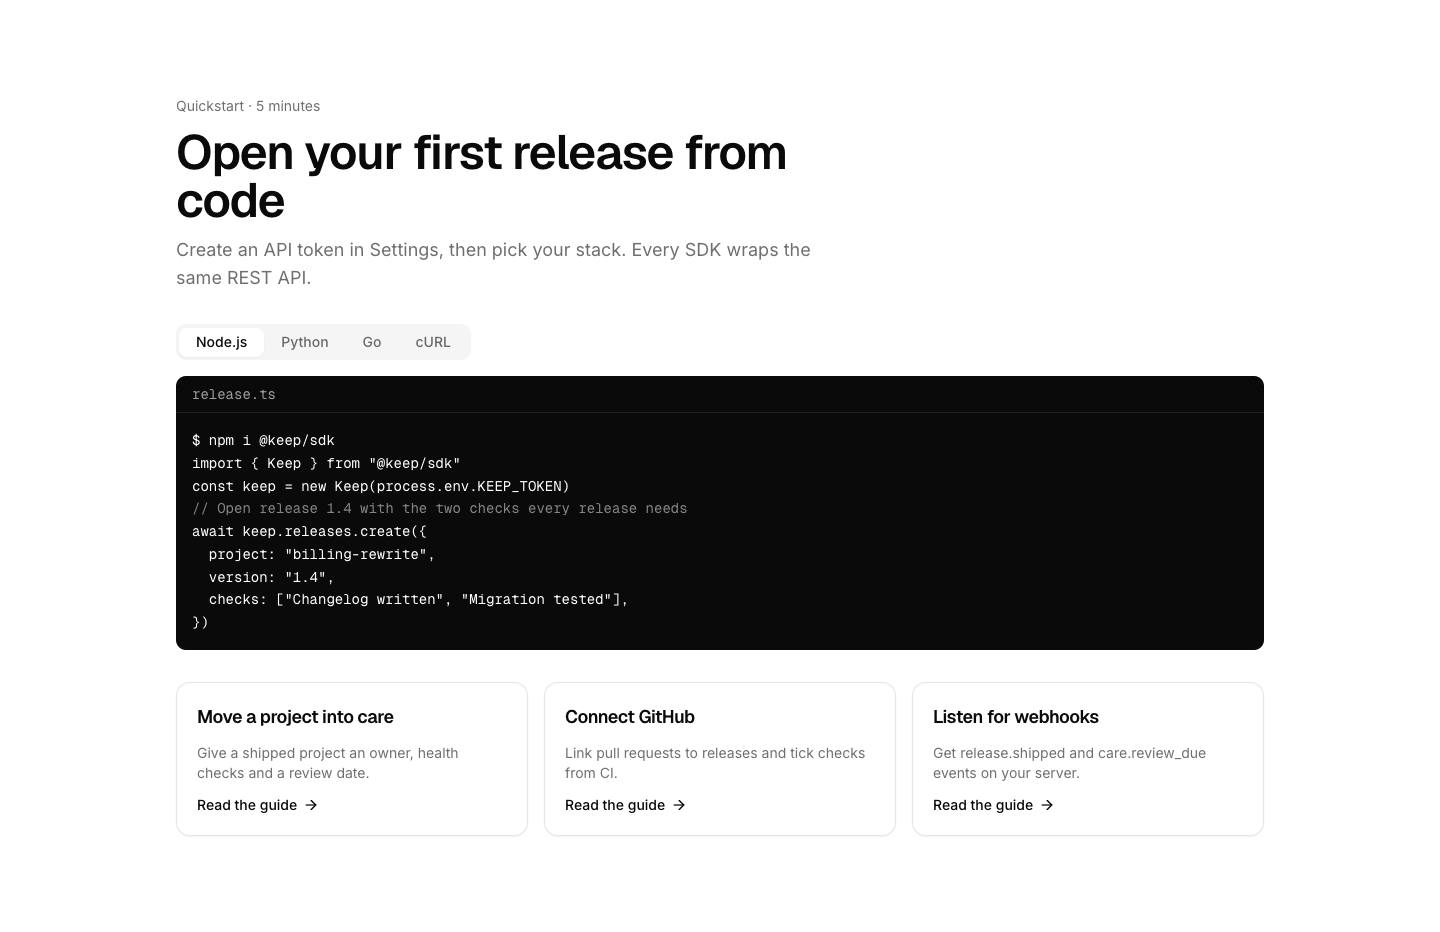 Quickstart · 5 minutes
Open your first release from
code
Create an API token in Settings, then pick your stack. Every SDK wraps the
same REST API.
Node.js Python Go cURL
release.ts
$ npm i @keep/sdk
import { Keep } from "@keep/sdk"
const keep = new Keep(process.env.KEEP_TOKEN)
// Open release 1.4 with the two checks every release needs
await keep.releases.create({
  project: "billing-rewrite",
  version: "1.4",
  checks: ["Changelog written", "Migration tested"],
})
Move a project into care
Give a shipped project an owner, health
checks and a review date.
Read the guide →
Connect GitHub
Link pull requests to releases and tick checks
from CI.
Read the guide →
Listen for webhooks
Get release.shipped and care.review_due
events on your server.
Read the guide →